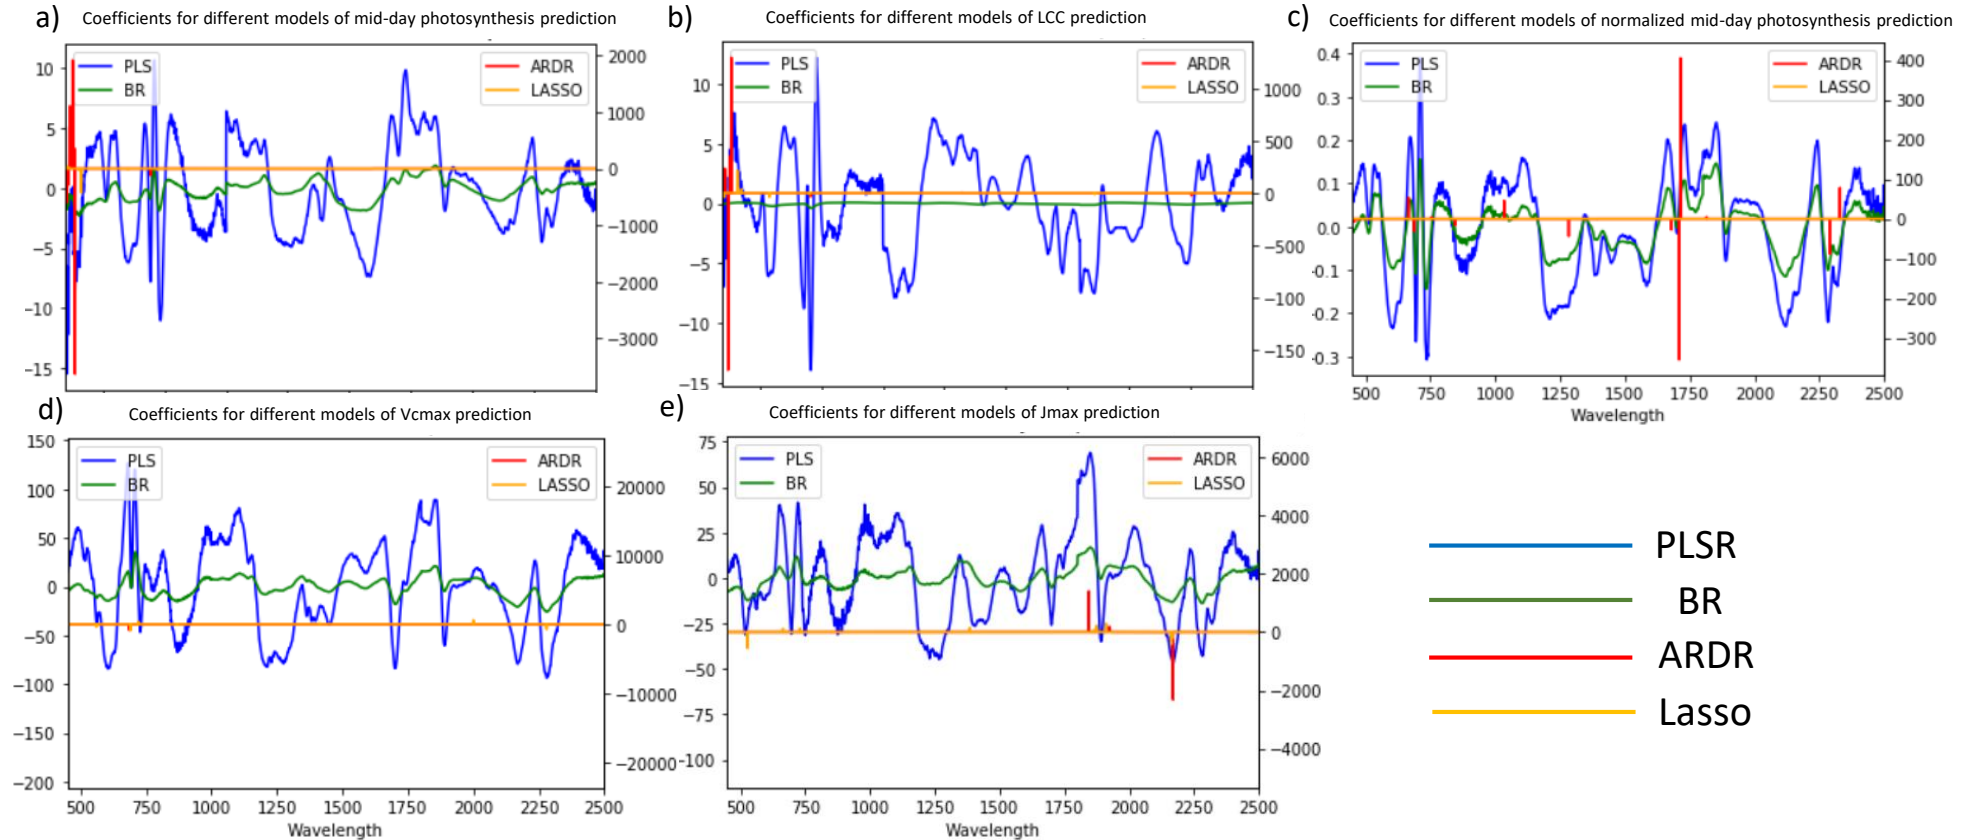 a) Coefficients for different models of mid-day photosynthesis prediction
PLS
BR
ARDR
LASSO
10
5
0
−5
−10
−15
2000
1000
0
−1000
−2000
−3000
b) Coefficients for different models of LCC prediction
PLS
BR
ARDR
LASSO
10
5
0
−5
−10
−15
1000
500
0
−500
−100
−150
c) Coefficients for different models of normalized mid-day photosynthesis prediction
PLS
BR
ARDR
LASSO
0.4
0.3
0.2
0.1
0.0
-0.1
-0.2
-0.3
400
300
200
100
0
−100
−200
−300
500 750 1000 1250 1500 1750 2000 2250 2500
Wavelength
d) Coefficients for different models of Vcmax prediction
PLS
BR
ARDR
LASSO
150
100
50
0
−50
−100
−150
−200
20000
10000
0
−10000
−20000
500 750 1000 1250 1500 1750 2000 2250 2500
Wavelength
e) Coefficients for different models of Jmax prediction
PLS
BR
ARDR
LASSO
75
50
25
0
−25
−50
−75
-100
6000
4000
2000
0
−2000
−4000
500 750 1000 1250 1500 1750 2000 2250 2500
Wavelength
PLSR
BR
ARDR
Lasso